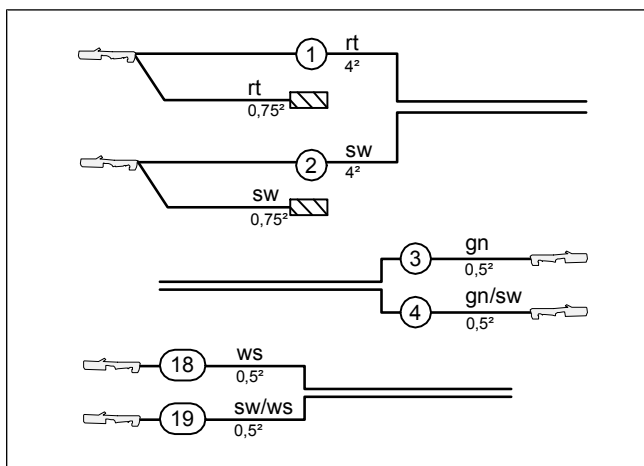 1 rt
4²
rt
0,75²
2 sw
4²
sw
0,75²
3 gn
0,5²
4 gn/sw
0,5²
18 ws
0,5²
19 sw/ws
0,5²